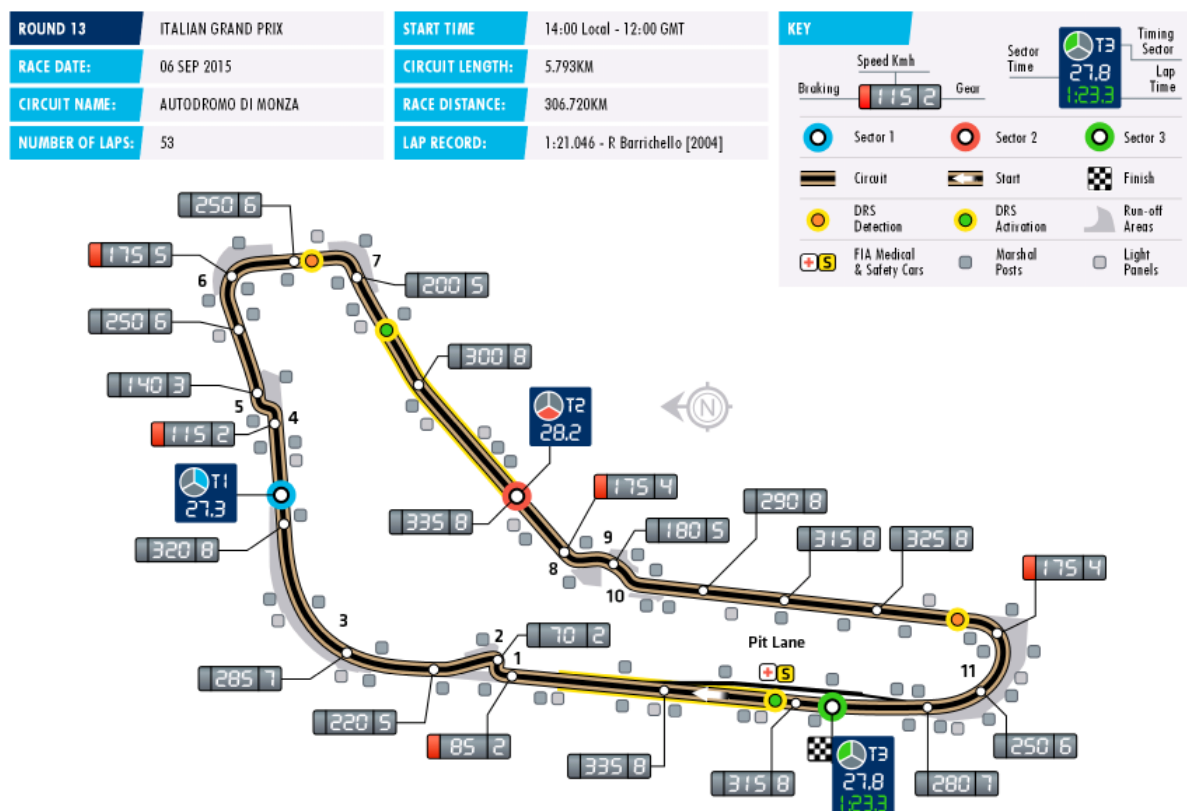 ROUND 13 ITALIAN GRAND PRIX
RACE DATE: 06 SEP 2015
CIRCUIT NAME: AUTODROMO DI MONZA
NUMBER OF LAPS: 53
START TIME 14:00 Local - 12:00 GMT
CIRCUIT LENGTH: 5.793KM
RACE DISTANCE: 306.720KM
LAP RECORD: 1:21.046 - R Barrichello [2004]
KEY
Speed Kmh
Braking 115 2 Gear
Sector Time
T3
27.8
1:23.3
Timing Sector
Lap Time
Sector 1 Sector 2 Sector 3
Circuit Start Finish
DRS Detection
DRS Activation
Run-off Areas
FIA Medical & Safety Cars
S
Marshal Posts
Light Panels
250 6
175 5
6
7
200 5
250 6
300 8
140 3
5
4
115 2
N
T2
28.2
T1
27.3
335 8
175 4
320 8
9
180 5
290 8
315 8
325 8
175 4
8
10
3
2
70 2
1
Pit Lane
S
11
285 7
220 5
85 2
335 8
315 8
T3
27.8
1:23.3
280 7
250 6